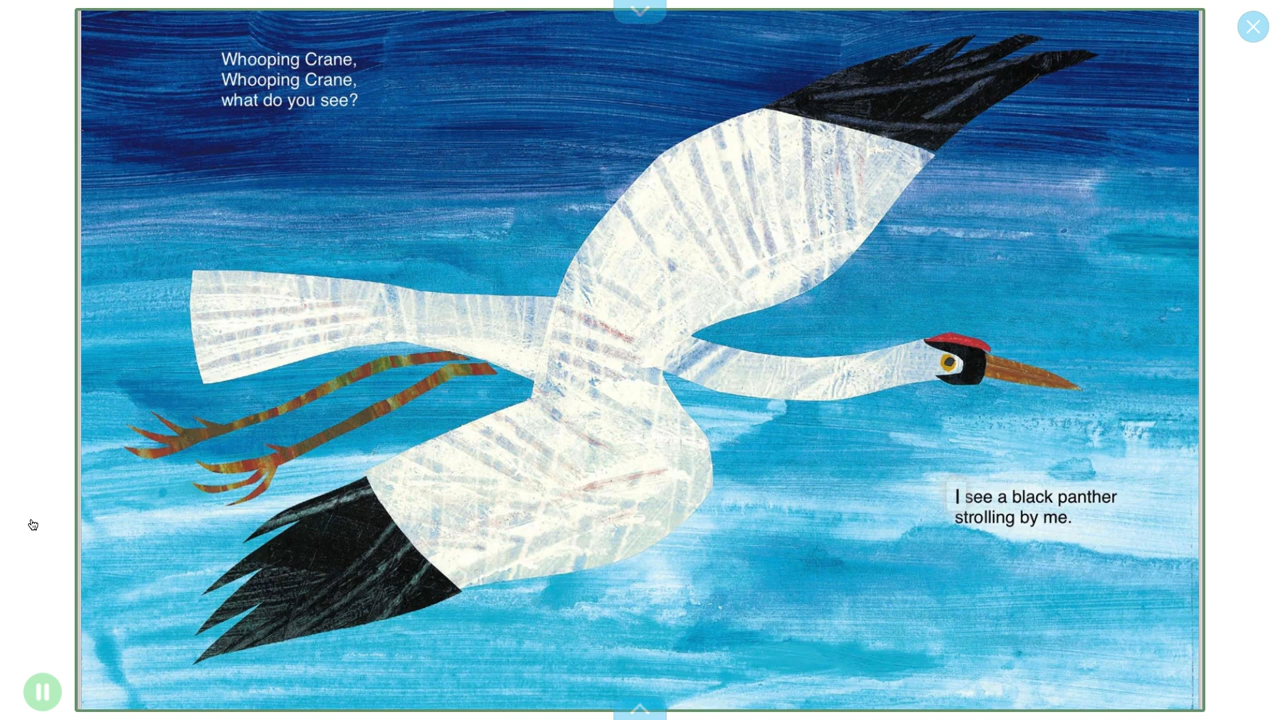 Whooping Crane,
Whooping Crane,
what do you see?
I see a black panther
strolling by me.